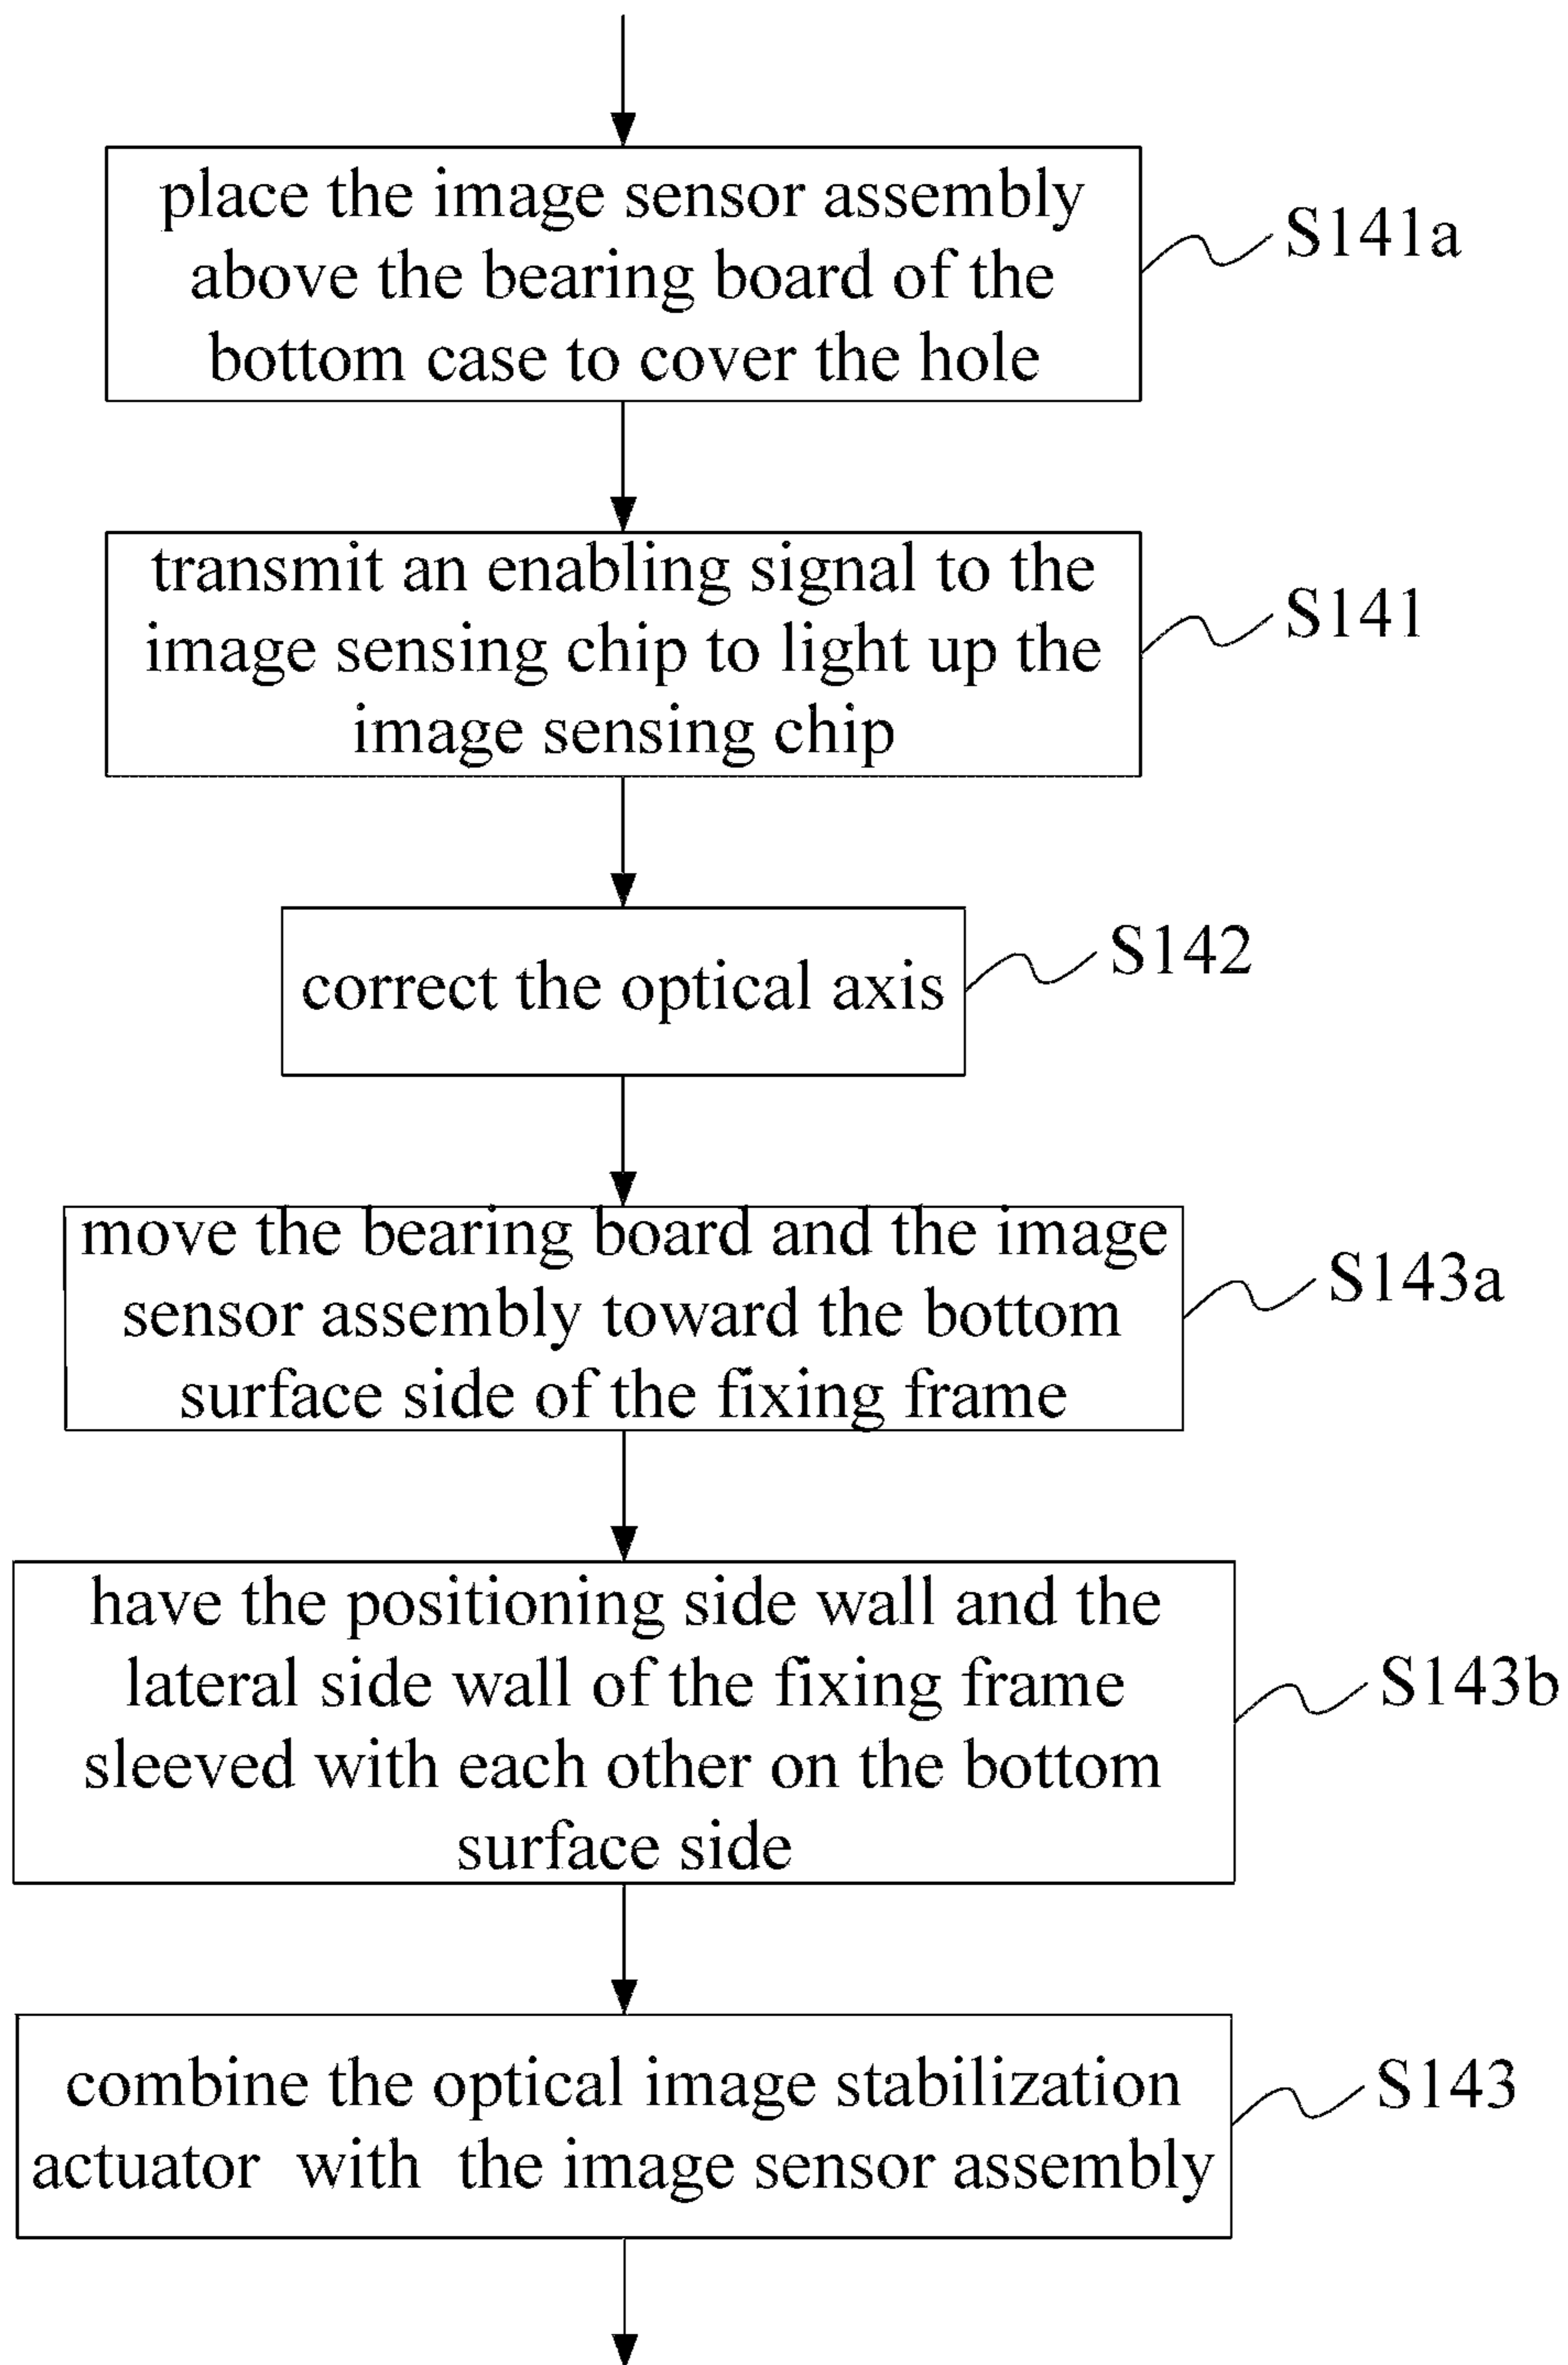 place the image sensor assembly
above the bearing board of the
bottom case to cover the hole
S141a
transmit an enabling signal to the
image sensing chip to light up the
image sensing chip
S141
correct the optical axis
S142
move the bearing board and the image
sensor assembly toward the bottom
surface side of the fixing frame
S143a
have the positioning side wall and the
lateral side wall of the fixing frame
sleeved with each other on the bottom
surface side
S143b
combine the optical image stabilization
actuator with the image sensor assembly
S143